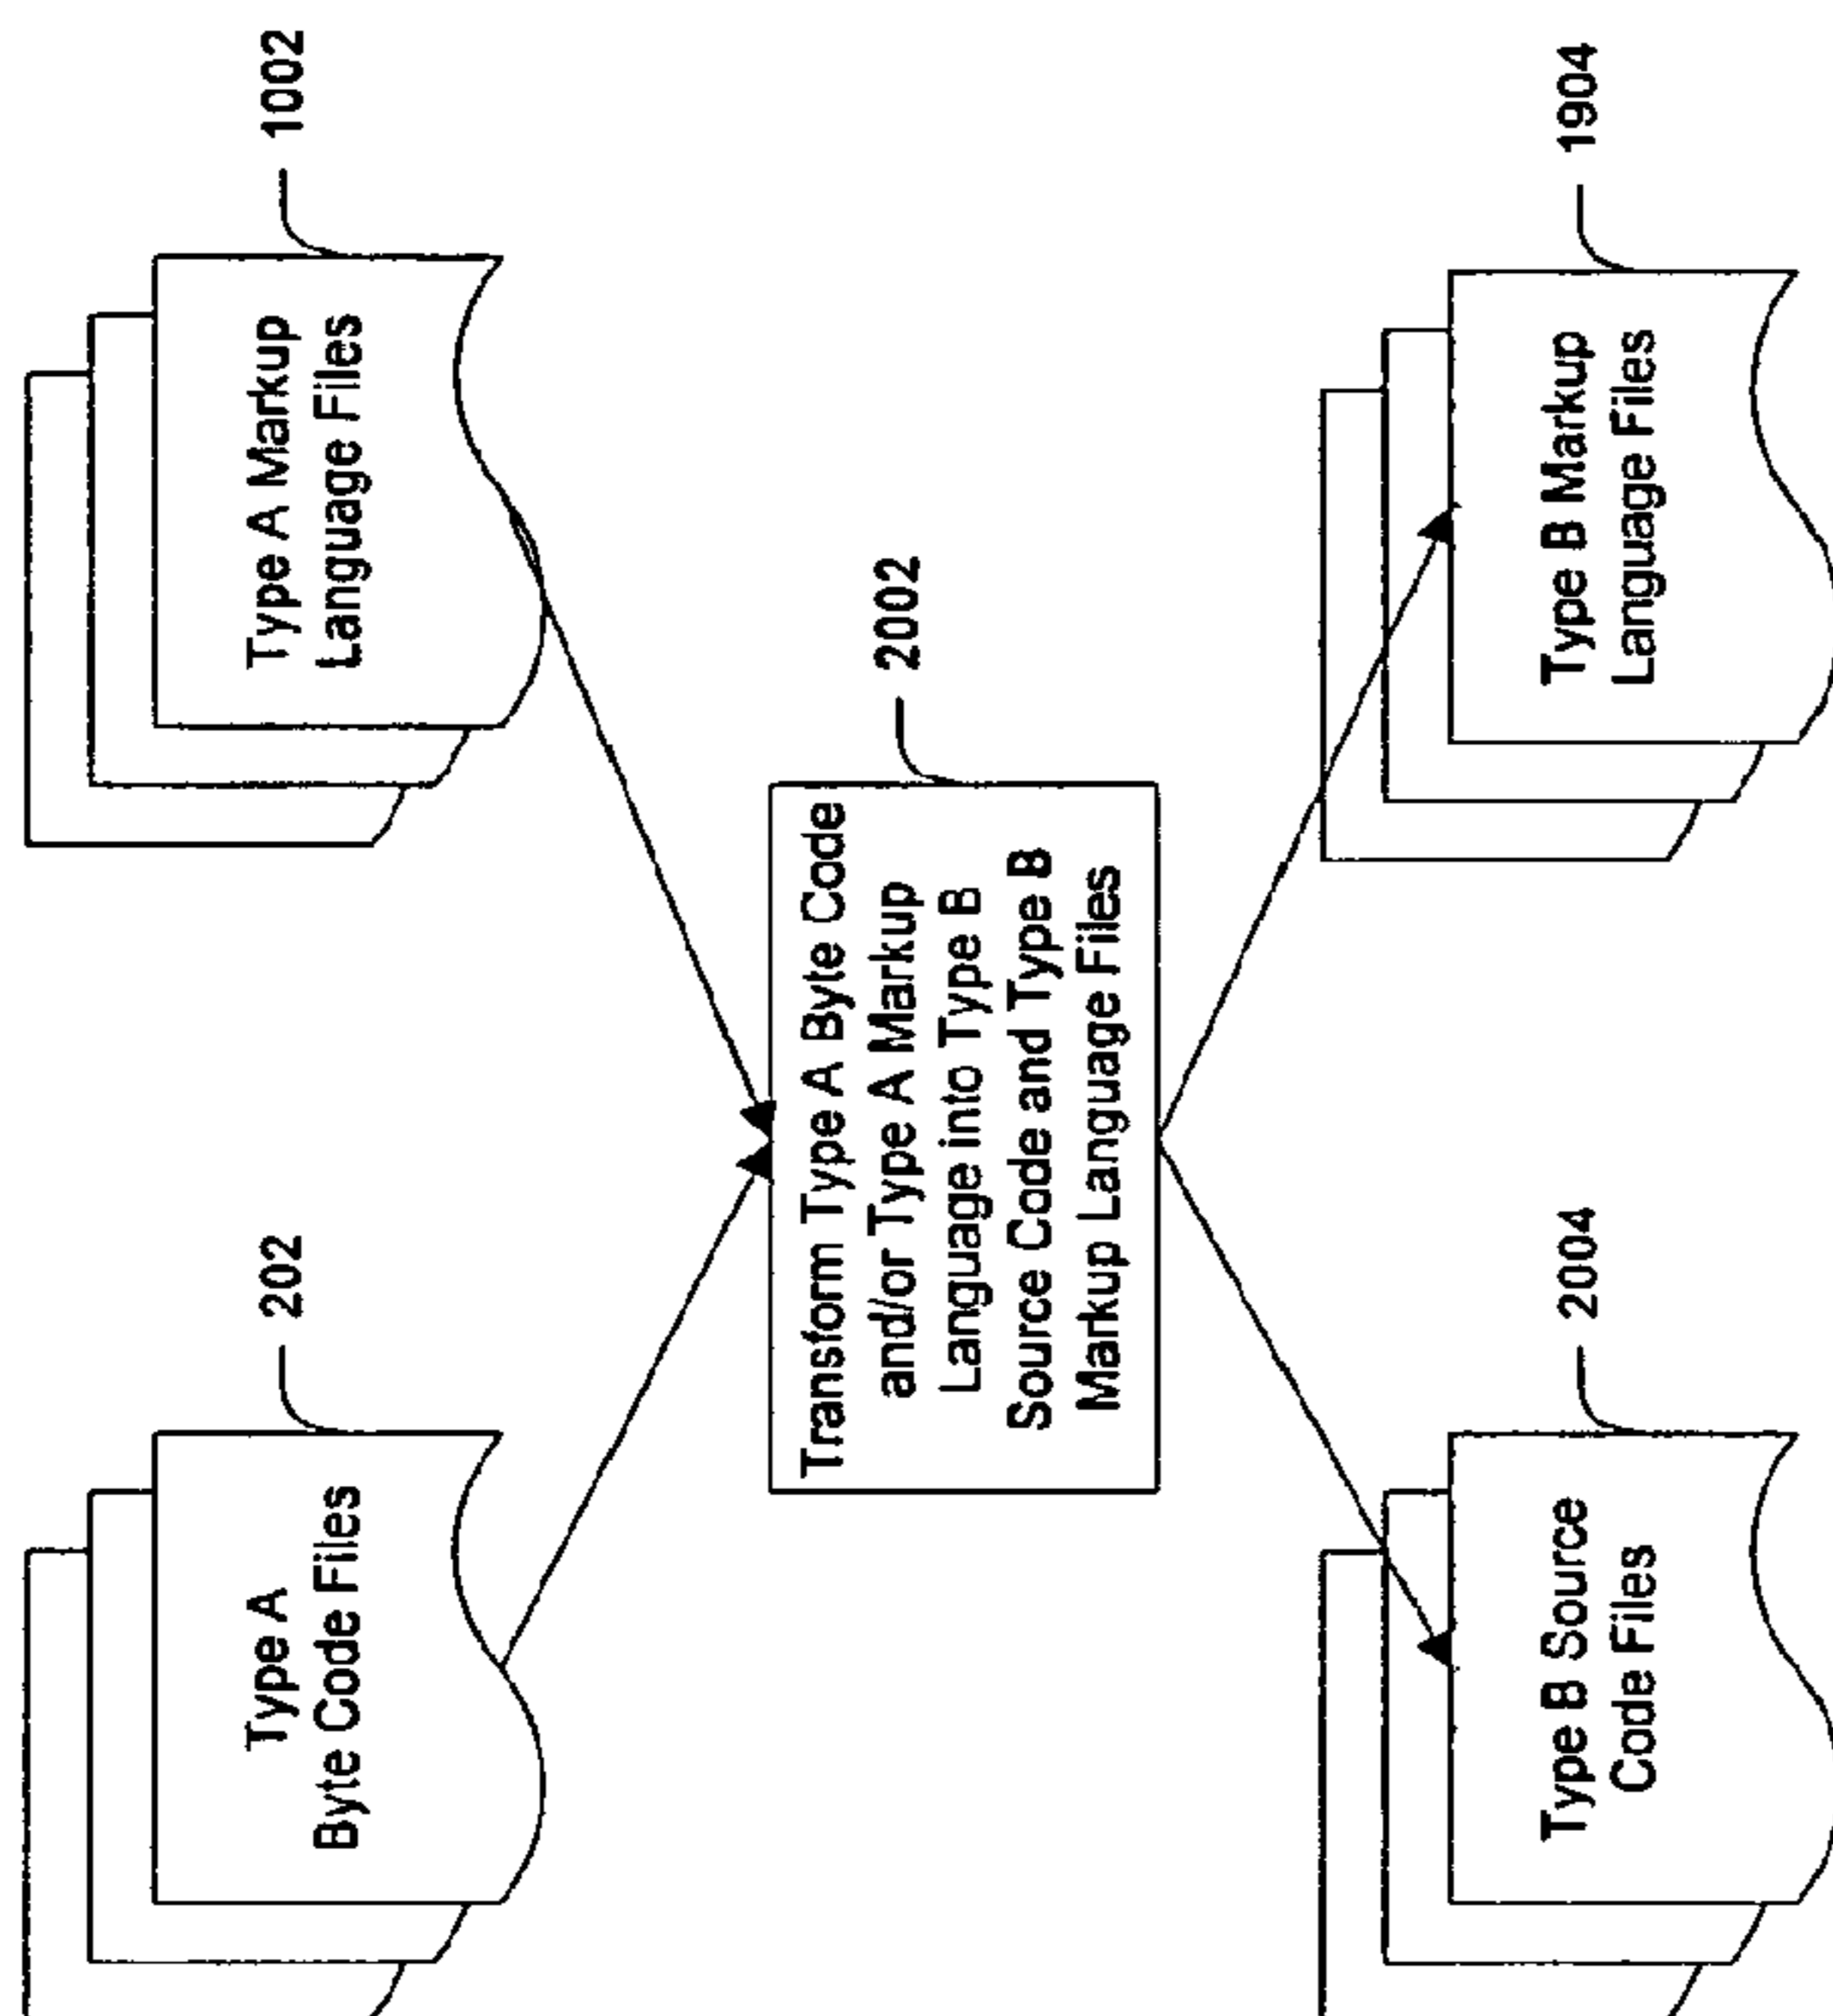 Type A
Byte Code Files
202
Type A Markup
Language Files
1002
Transform Type A Byte Code
and/or Type A Markup
Language into Type B
Source Code and Type B
Markup Language Files
2002
Type B Source
Code Files
2004
Type B Markup
Language Files
1904